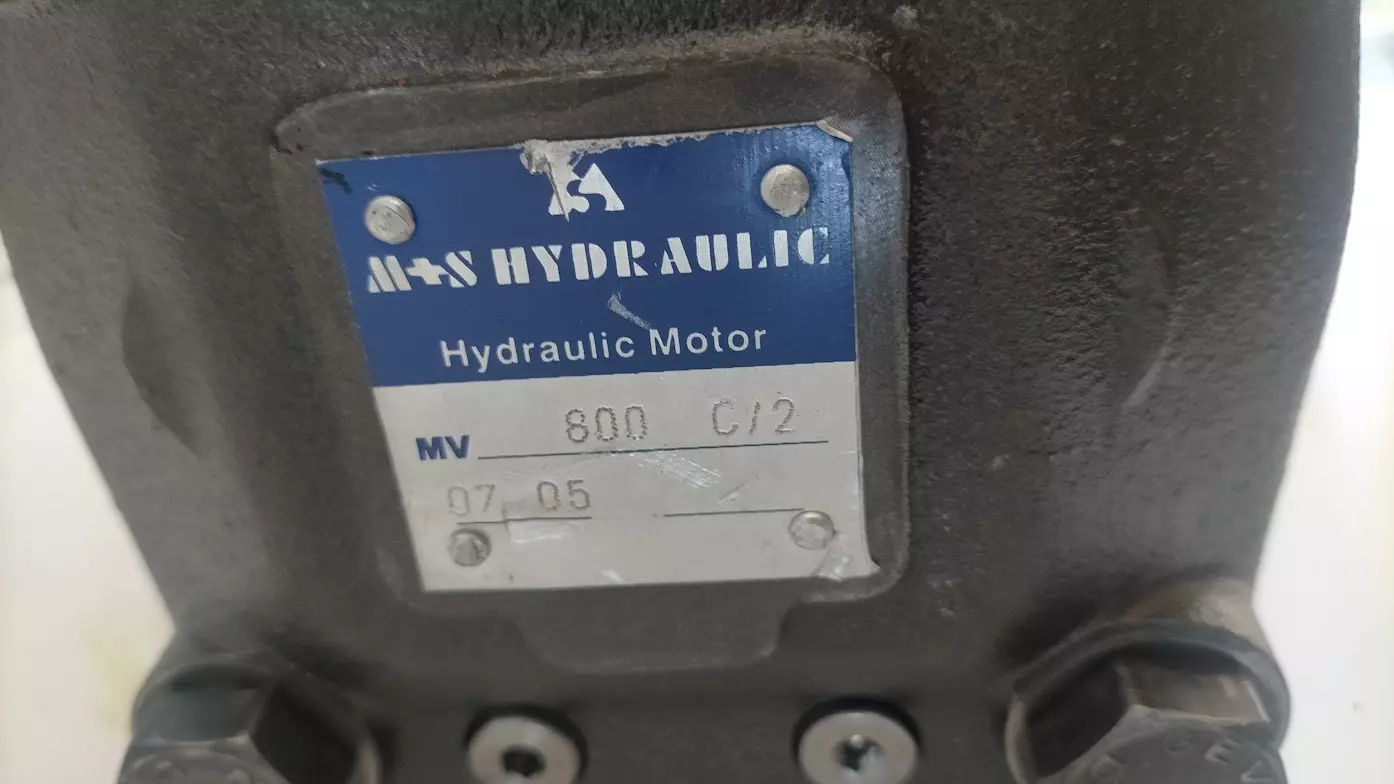 M+S HYDRAULIC
Hydraulic Motor
MV 800 C/2
07 05